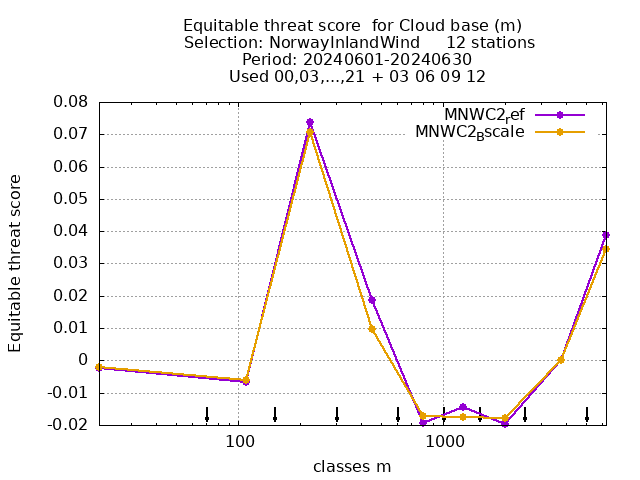 Equitable threat score  for Cloud base (m)
Selection: NorwayInlandWind     12 stations
Period: 20240601-20240630
Used 00,03,...,21 + 03 06 09 12
MNWC2_ref
MNWC2_Bscale
Equitable threat score
0.08
0.07
0.06
0.05
0.04
0.03
0.02
0.01
0
-0.01
-0.02
100
1000
classes m